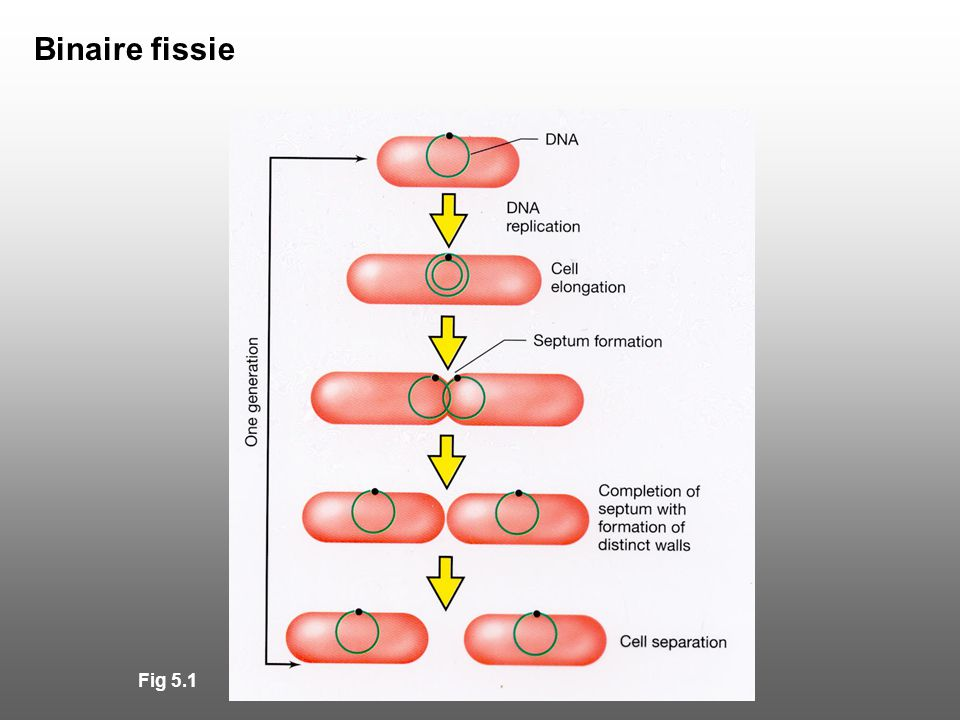 Binaire fissie
DNA
DNA
replication
Cell
elongation
Septum formation
One generation
Completion of
septum with
formation of
distinct walls
Cell separation
Fig 5.1